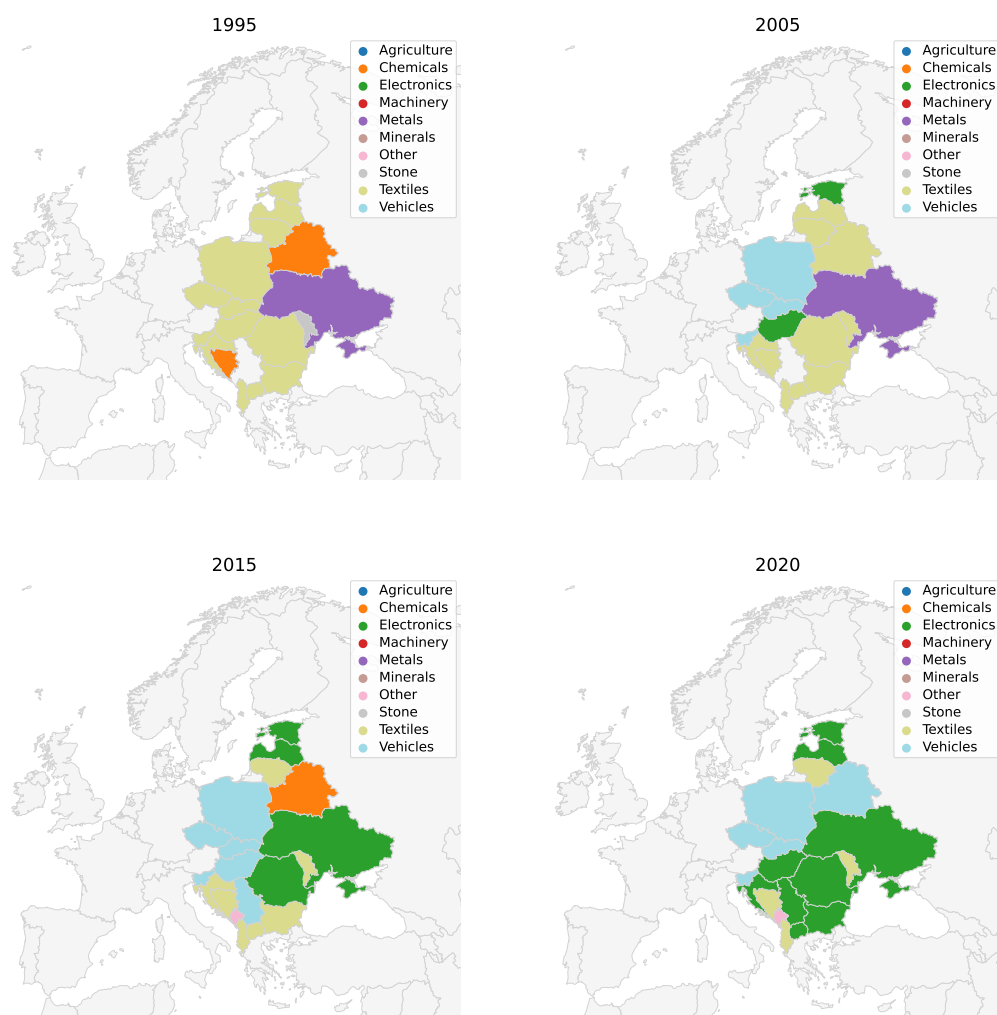 1995
Agriculture
Chemicals
Electronics
Machinery
Metals
Minerals
Other
Stone
Textiles
Vehicles
2005
Agriculture
Chemicals
Electronics
Machinery
Metals
Minerals
Other
Stone
Textiles
Vehicles
2015
Agriculture
Chemicals
Electronics
Machinery
Metals
Minerals
Other
Stone
Textiles
Vehicles
2020
Agriculture
Chemicals
Electronics
Machinery
Metals
Minerals
Other
Stone
Textiles
Vehicles